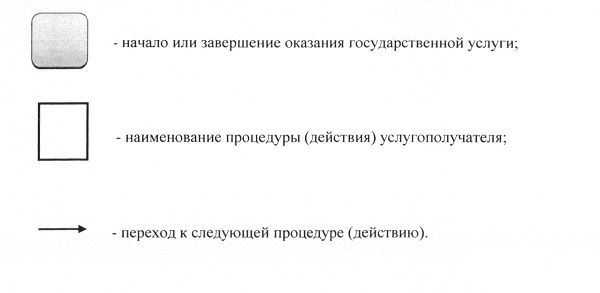 - начало или завершение оказания государственной услуги;
- наименование процедуры (действия) услугополучателя;
- переход к следующей процедуре (действию).